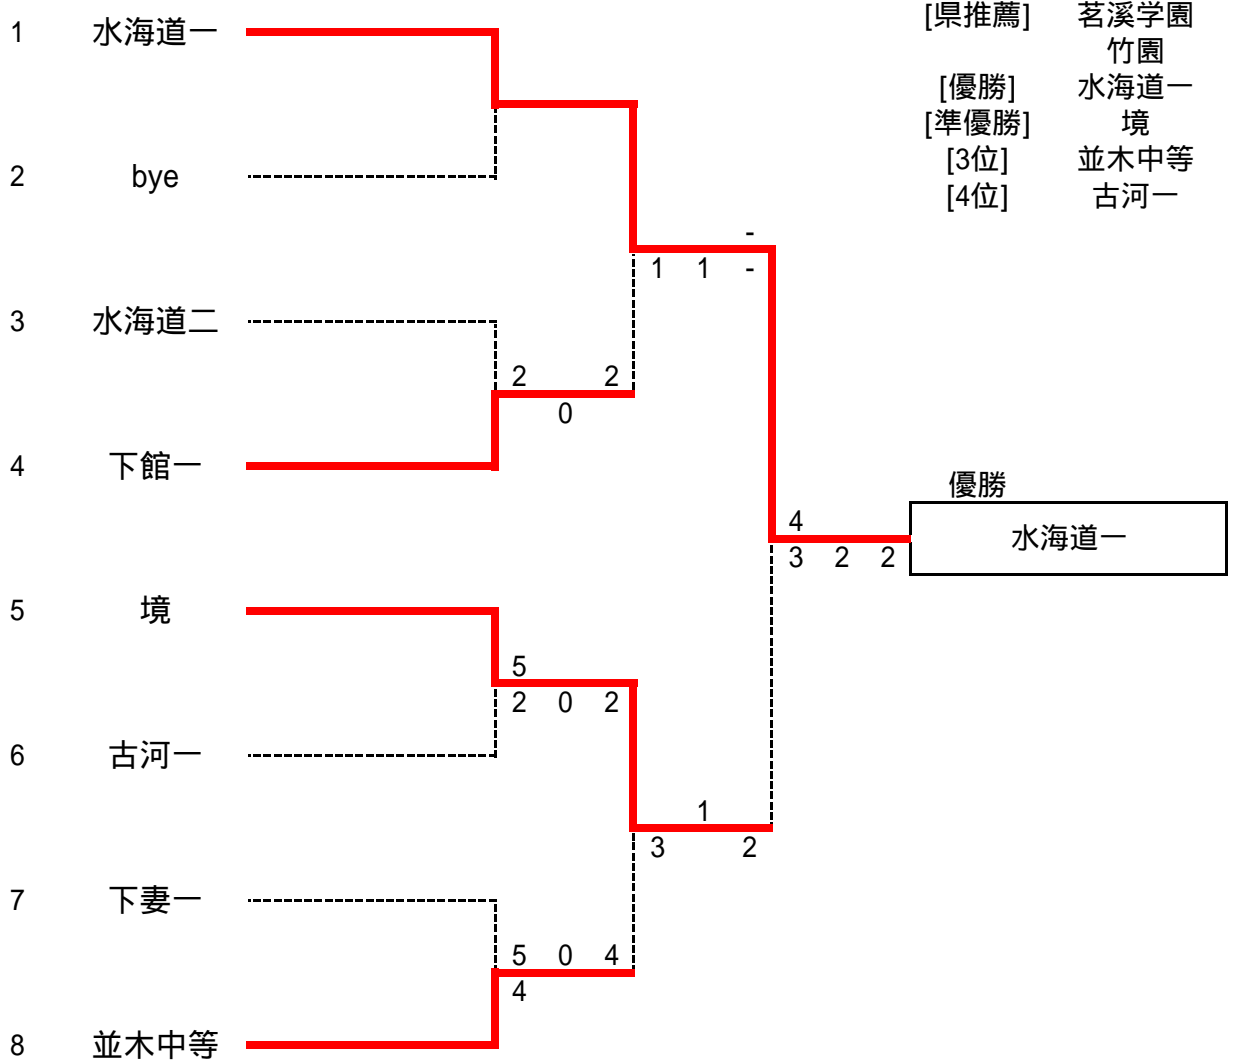 [県推薦] 茗溪学園
1 水海道一
竹園
[優勝] 水海道一
[準優勝] 境
[3位] 並木中等
2 bye
[4位] 古河一
-
1 1 -
3 水海道二
2 2
0
4 下館一
優勝
4
水海道一
3 2 2
5 境
5
2 0 2
6 古河一
1
3 2
7 下妻一
5 0 4
4
8 並木中等